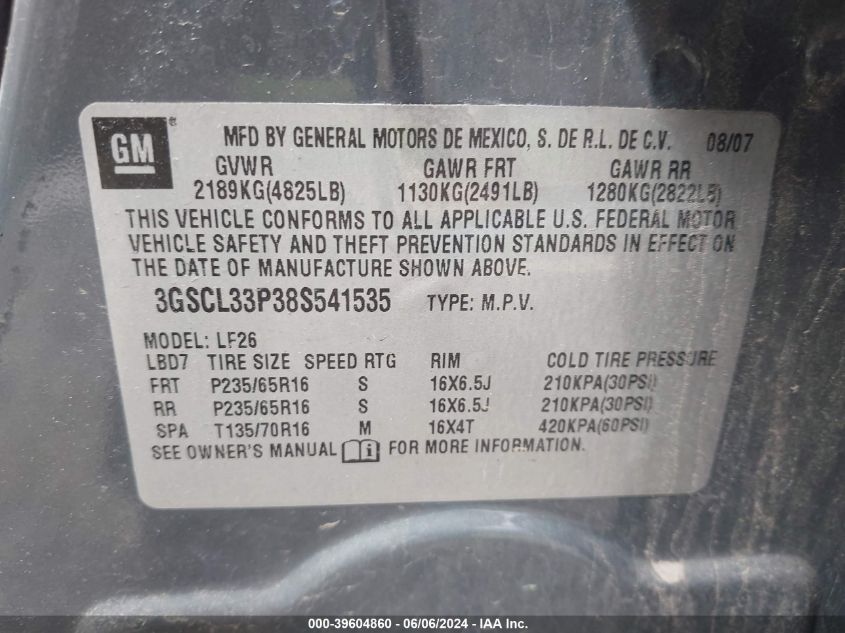 GM ® MFD BY GENERAL MOTORS DE MEXICO, S. DE R.L. DE C.V. 08/07
GVWR GAWR FRT GAWR RR
2189KG(4825LB) 1130KG(2491LB) 1280KG(2822LB)
THIS VEHICLE CONFORMS TO ALL APPLICABLE U.S. FEDERAL MOTOR
VEHICLE SAFETY AND THEFT PREVENTION STANDARDS IN EFFECT ON
THE DATE OF MANUFACTURE SHOWN ABOVE.
3GSCL33P38S541535 TYPE: M.P.V.
MODEL: LF26
LBD7 TIRE SIZE SPEED RTG RIM COLD TIRE PRESSURE
FRT P235/65R16 S 16X6.5J 210KPA(30PSI)
RR P235/65R16 S 16X6.5J 210KPA(30PSI)
SPA T135/70R16 M 16X4T 420KPA(60PSI)
SEE OWNER'S MANUAL i FOR MORE INFORMATION.
000-39604860 - 06/06/2024 - IAA Inc.